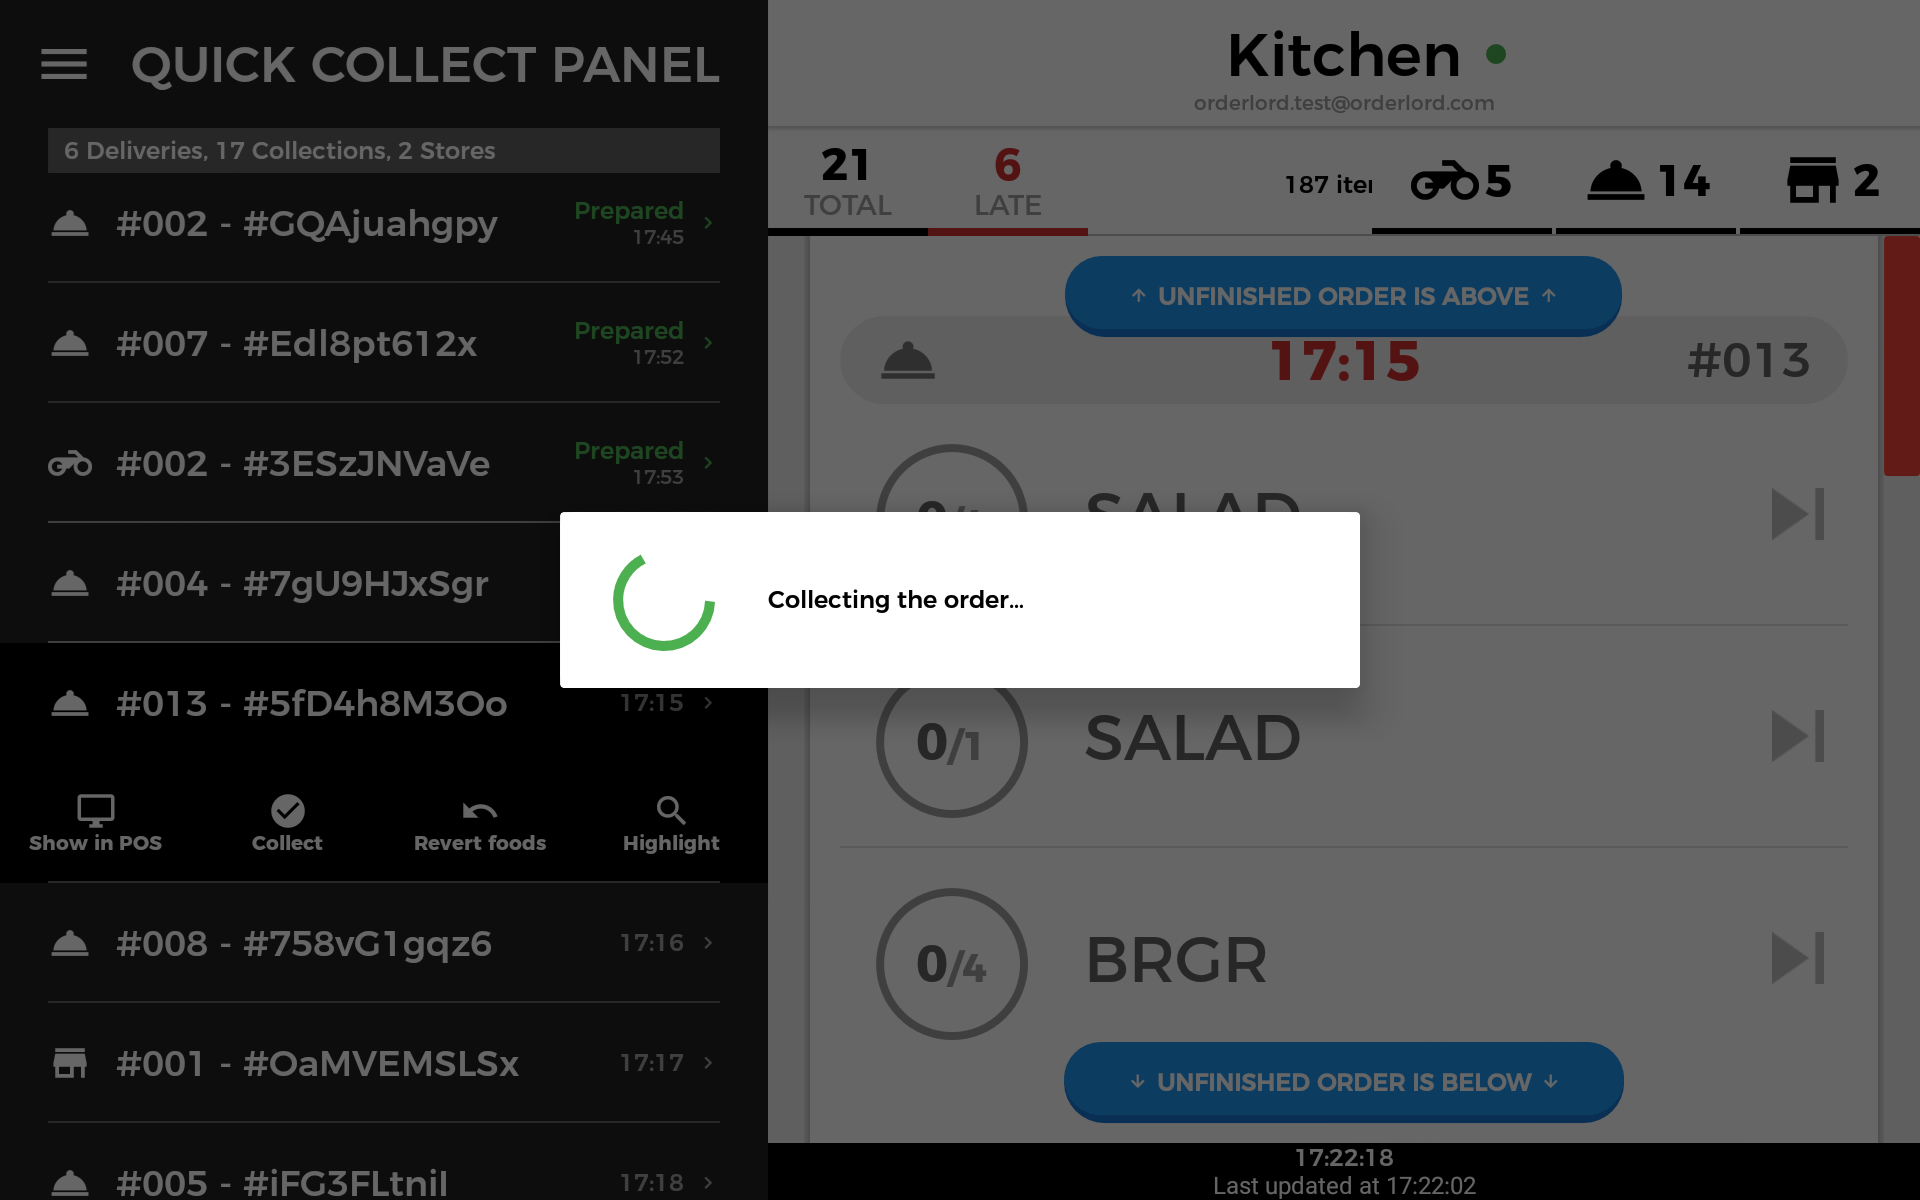 QUICK COLLECT PANEL
6 Deliveries, 17 Collections, 2 Stores
#002 - #GQAjuahgpy
Prepared
17:45
#007 - #Edl8pt612x
Prepared
17:52
#002 - #3ESzJNVaVe
Prepared
17:53
#004 - #7gU9HJxSgr
#013 - #5fD4h8M3Oo
17:15
Show in POS
Collect
Revert foods
Highlight
#008 - #758vG1gqz6
17:16
#001 - #OaMVEMSLSx
17:17
#005 - #iFG3FLtnil
17:18
Kitchen
orderlord.test@orderlord.com
21
TOTAL
6
LATE
187 iter
5
14
2
↑ UNFINISHED ORDER IS ABOVE ↑
17:15
#013
0/1
SALAD
Collecting the order...
0/1
SALAD
0/4
BRGR
↓ UNFINISHED ORDER IS BELOW ↓
17:22:18
Last updated at 17:22:02